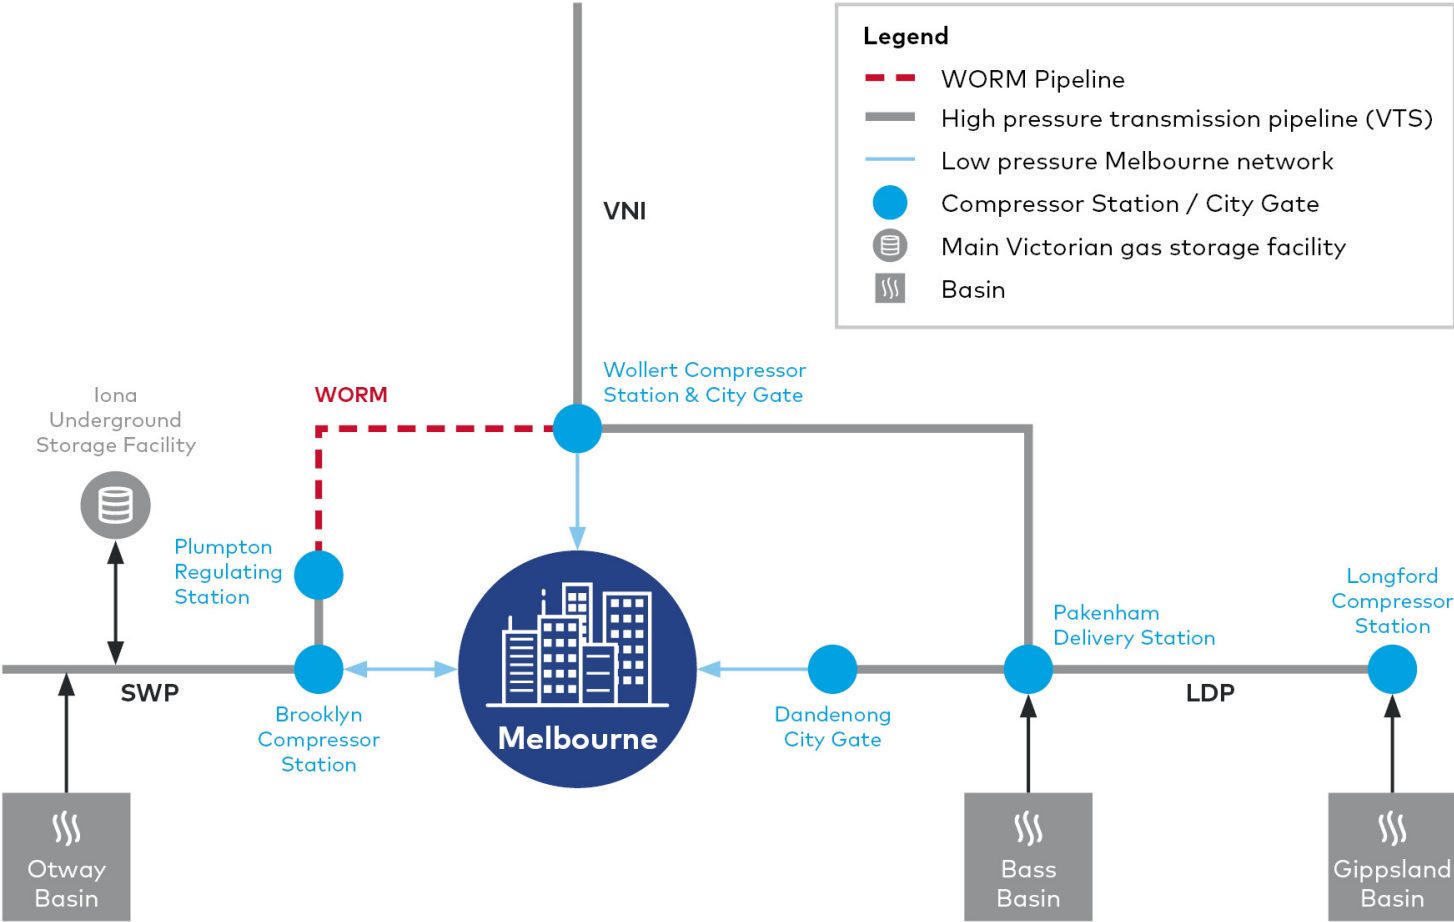 Legend
WORM Pipeline
High pressure transmission pipeline (VTS)
Low pressure Melbourne network
Compressor Station / City Gate
Main Victorian gas storage facility
Basin
VNI
Wollert Compressor
Station & City Gate
WORM
Iona
Underground
Storage Facility
Plumpton
Regulating
Station
Longford
Compressor
Station
Pakenham
Delivery Station
SWP
LDP
Brooklyn
Compressor
Station
Melbourne
Dandenong
City Gate
Otway
Basin
Bass
Basin
Gippsland
Basin